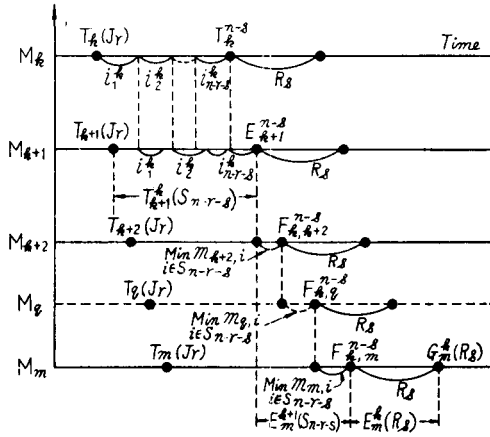 M_k T_k(J_r) T_k^{n-s} Time
i_1^k i_2^k i_{n-r-s}^k R_s
M_{k+1} T_{k+1}(J_r) E_{k+1}^{n-s}
i_1^k i_2^k i_{n-r-s}^k R_s
T_{k+1}^k(S_{n-r-s})
M_{k+2} T_{k+2}(J_r) F_{k,k+2}^{n-s}
Min m_{k+2,i} R_s
i∈S_{n-r-s}
M_q T_q(J_r) F_{k,q}^{n-s}
Min m_{q,i} R_s
i∈S_{n-r-s}
M_m T_m(J_r) F_{k,m}^{n-s} G_m^k(R_s)
Min m_{m,i} R_s
i∈S_{n-r-s}
E_m^{k+1}(S_{n-r-s}) E_m^k(R_s)